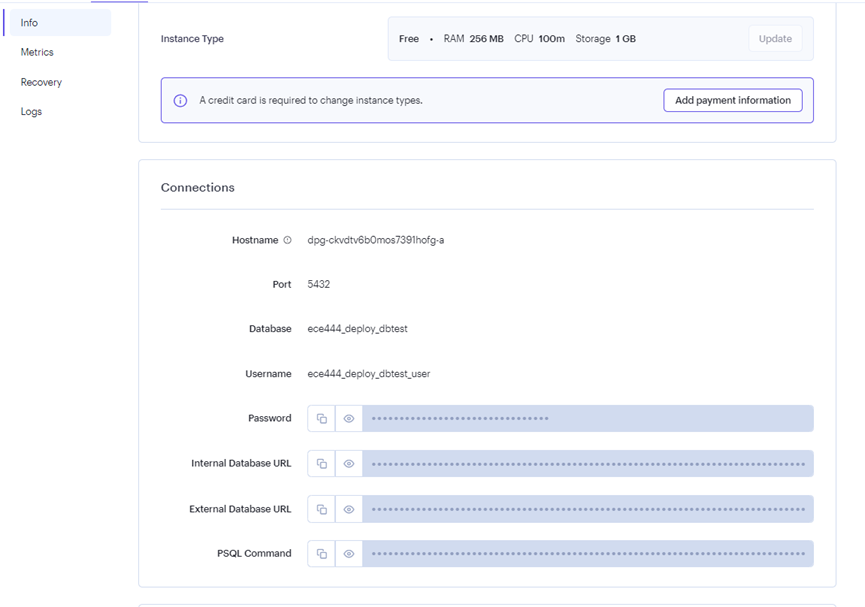 Info
Metrics
Recovery
Logs
Instance Type
Free • RAM 256 MB CPU 100m Storage 1 GB
Update
A credit card is required to change instance types.
Add payment information
Connections
Hostname dpg-ckvdtv6b0mos7391hofg-a
Port 5432
Database ece444_deploy_dbtest
Username ece444_deploy_dbtest_user
Password
Internal Database URL
External Database URL
PSQL Command